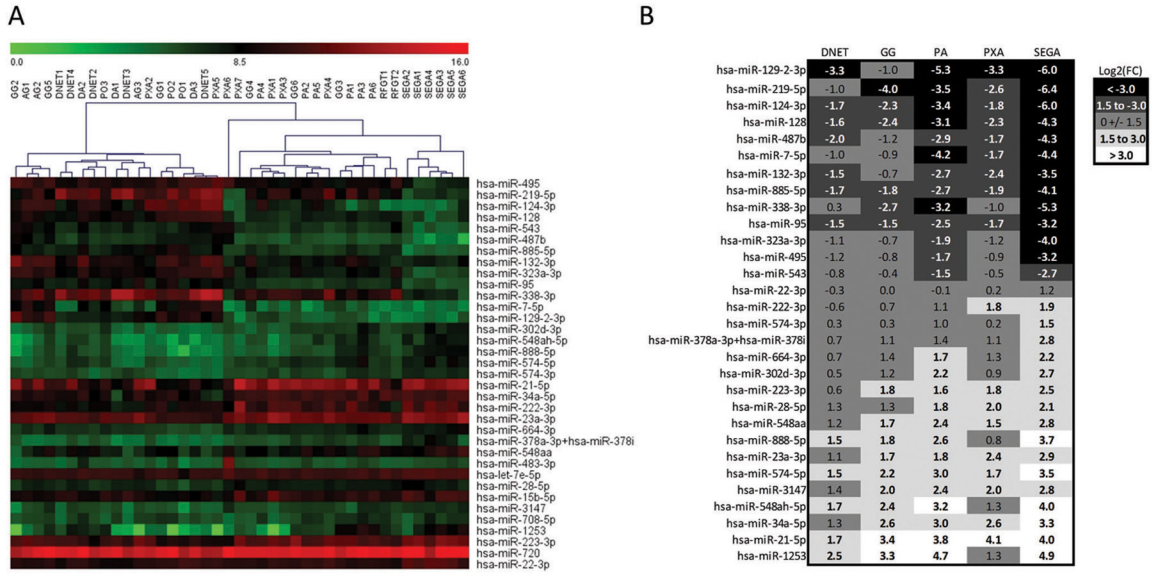 A
0.0 8.5 16.0
GG2 AG1 AG2 GG5 DNET1 DNET4 DA2 DNET2 PO3 DA1 DNET3 AG3 PXA2 GG1 PO2 PO1 DA3 DNET5 PXA5 PXA6 PXA7 GG4 PA4 PXA1 PXA3 GG6 PA2 PA5 PXA4 GG3 PA1 PA3 PA6 RFGT1 RFGT2 SEGA2 SEGA1 SEGA4 SEGA3 SEGA5 SEGA6
hsa-miR-495
hsa-miR-219-5p
hsa-miR-124-3p
hsa-miR-128
hsa-miR-543
hsa-miR-487b
hsa-miR-885-5p
hsa-miR-132-3p
hsa-miR-323a-3p
hsa-miR-95
hsa-miR-338-3p
hsa-miR-7-5p
hsa-miR-129-2-3p
hsa-miR-302d-3p
hsa-miR-548ah-5p
hsa-miR-888-5p
hsa-miR-574-5p
hsa-miR-574-3p
hsa-miR-21-5p
hsa-miR-34a-5p
hsa-miR-222-3p
hsa-miR-23a-3p
hsa-miR-664-3p
hsa-miR-378a-3p+hsa-miR-378i
hsa-miR-548aa
hsa-miR-483-3p
hsa-let-7e-5p
hsa-miR-28-5p
hsa-miR-15b-5p
hsa-miR-3147
hsa-miR-708-5p
hsa-miR-1253
hsa-miR-223-3p
hsa-miR-720
hsa-miR-22-3p
B
DNET GG PA PXA SEGA
hsa-miR-129-2-3p -3.3 -1.0 -5.3 -3.3 -6.0
hsa-miR-219-5p -1.0 -4.0 -3.5 -2.6 -6.4
hsa-miR-124-3p -1.7 -2.3 -3.4 -1.8 -6.0
hsa-miR-128 -1.6 -2.4 -3.1 -2.3 -4.3
hsa-miR-487b -2.0 -1.2 -2.9 -1.7 -4.3
hsa-miR-7-5p -1.0 -0.9 -4.2 -1.7 -4.4
hsa-miR-132-3p -1.5 -0.7 -2.7 -2.4 -3.5
hsa-miR-885-5p -1.7 -1.8 -2.7 -1.9 -4.1
hsa-miR-338-3p 0.3 -2.7 -3.2 -1.0 -5.3
hsa-miR-95 -1.5 -1.5 -2.5 -1.7 -3.2
hsa-miR-323a-3p -1.1 -0.7 -1.9 -1.2 -4.0
hsa-miR-495 -1.2 -0.8 -1.7 -0.9 -3.2
hsa-miR-543 -0.8 -0.4 -1.5 -0.5 -2.7
hsa-miR-22-3p -0.3 0.0 -0.1 0.2 1.2
hsa-miR-222-3p -0.6 0.7 1.1 1.8 1.9
hsa-miR-574-3p 0.3 0.3 1.0 0.2 1.5
hsa-miR-378a-3p+hsa-miR-378i 0.7 1.1 1.4 1.1 2.8
hsa-miR-664-3p 0.7 1.4 1.7 1.3 2.2
hsa-miR-302d-3p 0.5 1.2 2.2 0.9 2.7
hsa-miR-223-3p 0.6 1.8 1.6 1.8 2.5
hsa-miR-28-5p 1.3 1.3 1.8 2.0 2.1
hsa-miR-548aa 1.2 1.7 2.4 1.5 2.8
hsa-miR-888-5p 1.5 1.8 2.6 0.8 3.7
hsa-miR-23a-3p 1.1 1.7 1.8 2.4 2.9
hsa-miR-574-5p 1.5 2.2 3.0 1.7 3.5
hsa-miR-3147 1.4 2.0 2.4 2.0 2.8
hsa-miR-548ah-5p 1.7 2.4 3.2 1.3 4.0
hsa-miR-34a-5p 1.3 2.6 3.0 2.6 3.3
hsa-miR-21-5p 1.7 3.4 3.8 4.1 4.0
hsa-miR-1253 2.5 3.3 4.7 1.3 4.9
Log2(FC)
< -3.0
1.5 to -3.0
0 +/- 1.5
1.5 to 3.0
> 3.0